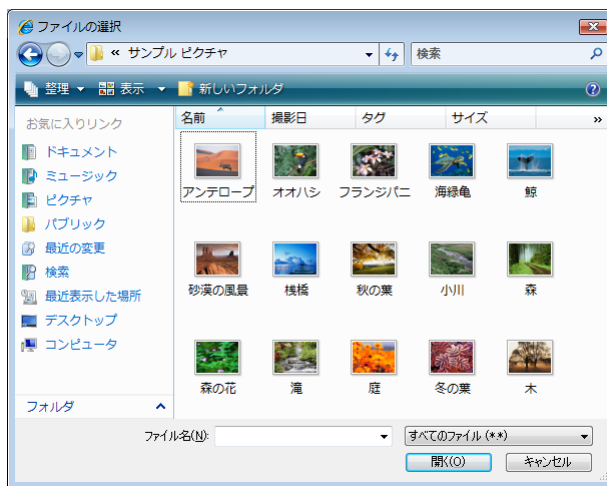 ファイルの選択
« サンプル ピクチャ
検索
整理
表示
新しいフォルダ
お気に入りリンク
ドキュメント
ミュージック
ピクチャ
パブリック
最近の変更
検索
最近表示した場所
デスクトップ
コンピュータ
フォルダ
名前 撮影日 タグ サイズ »
アンテロープ オオハシ フランジパニ 海緑亀 鯨
砂漠の風景 桟橋 秋の葉 小川 森
森の花 滝 庭 冬の葉 木
ファイル名(N):
すべてのファイル (*.*)
開く(O) キャンセル